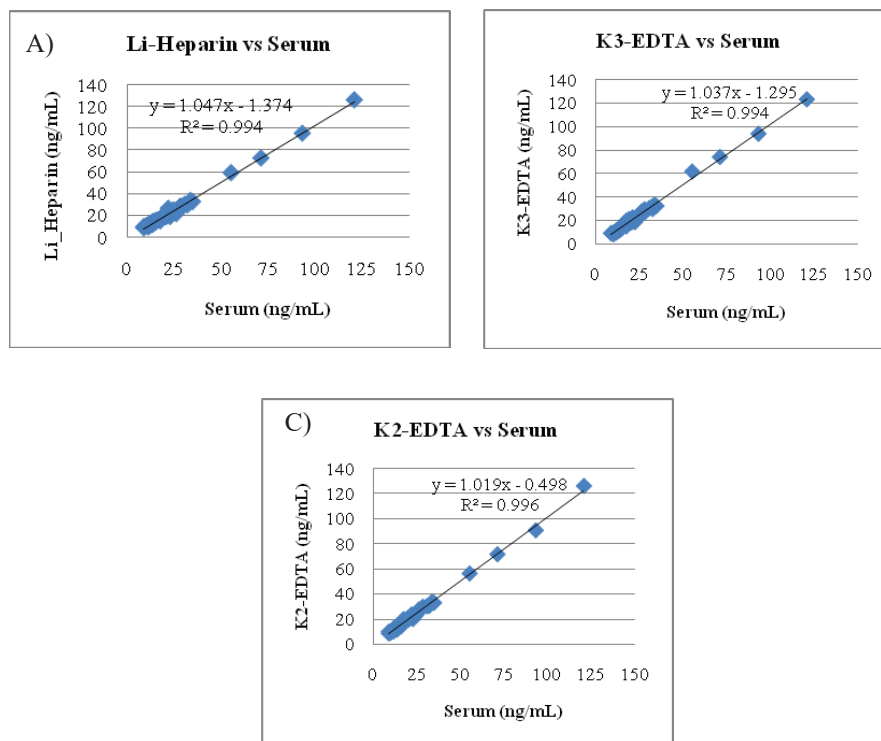 A)
Li-Heparin vs Serum
y = 1.047x - 1.374
R² = 0.994
Li_Heparin (ng/mL)
140
120
100
80
60
40
20
0
0 25 50 75 100 125 150
Serum (ng/mL)
K3-EDTA vs Serum
y = 1.037x - 1.295
R² = 0.994
K3-EDTA (ng/mL)
140
120
100
80
60
40
20
0
0 25 50 75 100 125 150
Serum (ng/mL)
C)
K2-EDTA vs Serum
y = 1.019x - 0.498
R² = 0.996
K2-EDTA (ng/mL)
140
120
100
80
60
40
20
0
0 25 50 75 100 125 150
Serum (ng/mL)